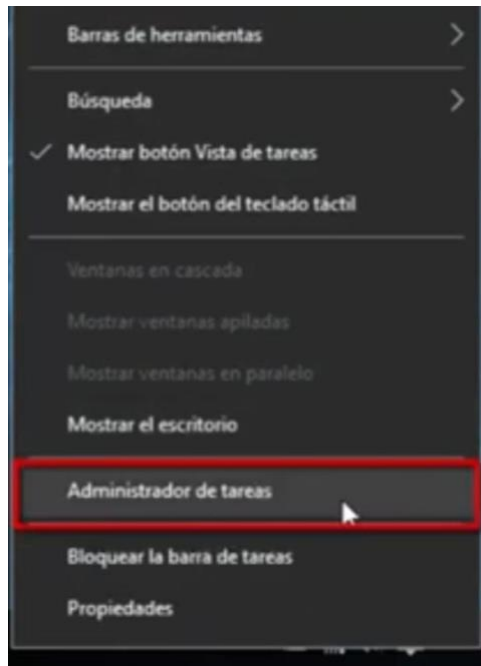 Barras de herramientas
Búsqueda
Mostrar botón Vista de tareas
Mostrar el botón del teclado táctil
Ventanas en cascada
Mostrar ventanas apiladas
Mostrar ventanas en paralelo
Mostrar el escritorio
Administrador de tareas
Bloquear la barra de tareas
Propiedades